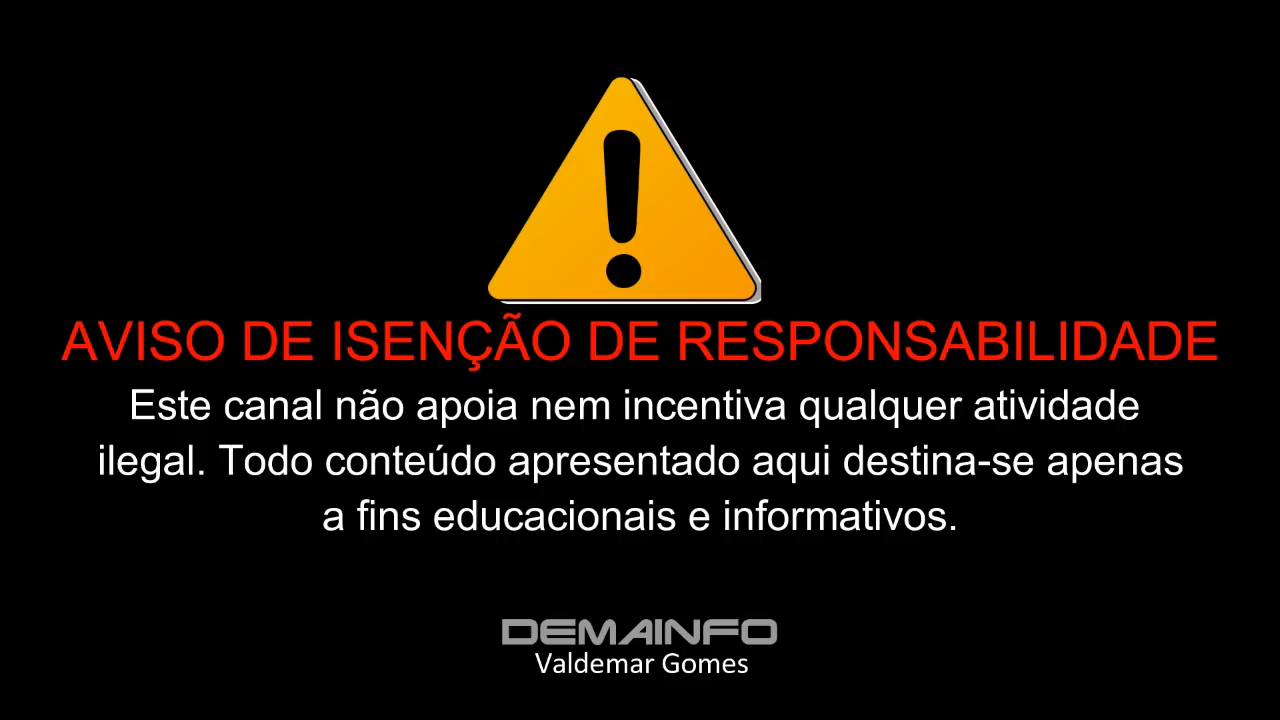 AVISO DE ISENÇÃO DE RESPONSABILIDADE
Este canal não apoia nem incentiva qualquer atividade
ilegal. Todo conteúdo apresentado aqui destina-se apenas
a fins educacionais e informativos.
DEMAINFO
Valdemar Gomes